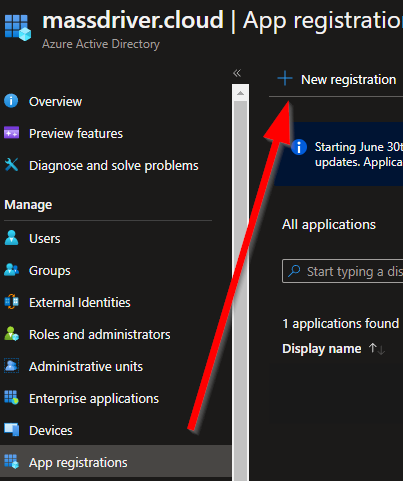 massdriver.cloud | App registratio
Azure Active Directory
«
Overview
Preview features
Diagnose and solve problems
Manage
Users
Groups
External Identities
Roles and administrators
Administrative units
Enterprise applications
Devices
App registrations
+ New registration
Starting June 30t
updates. Applica
All applications
Start typing a dis
1 applications found
Display name ↑↓